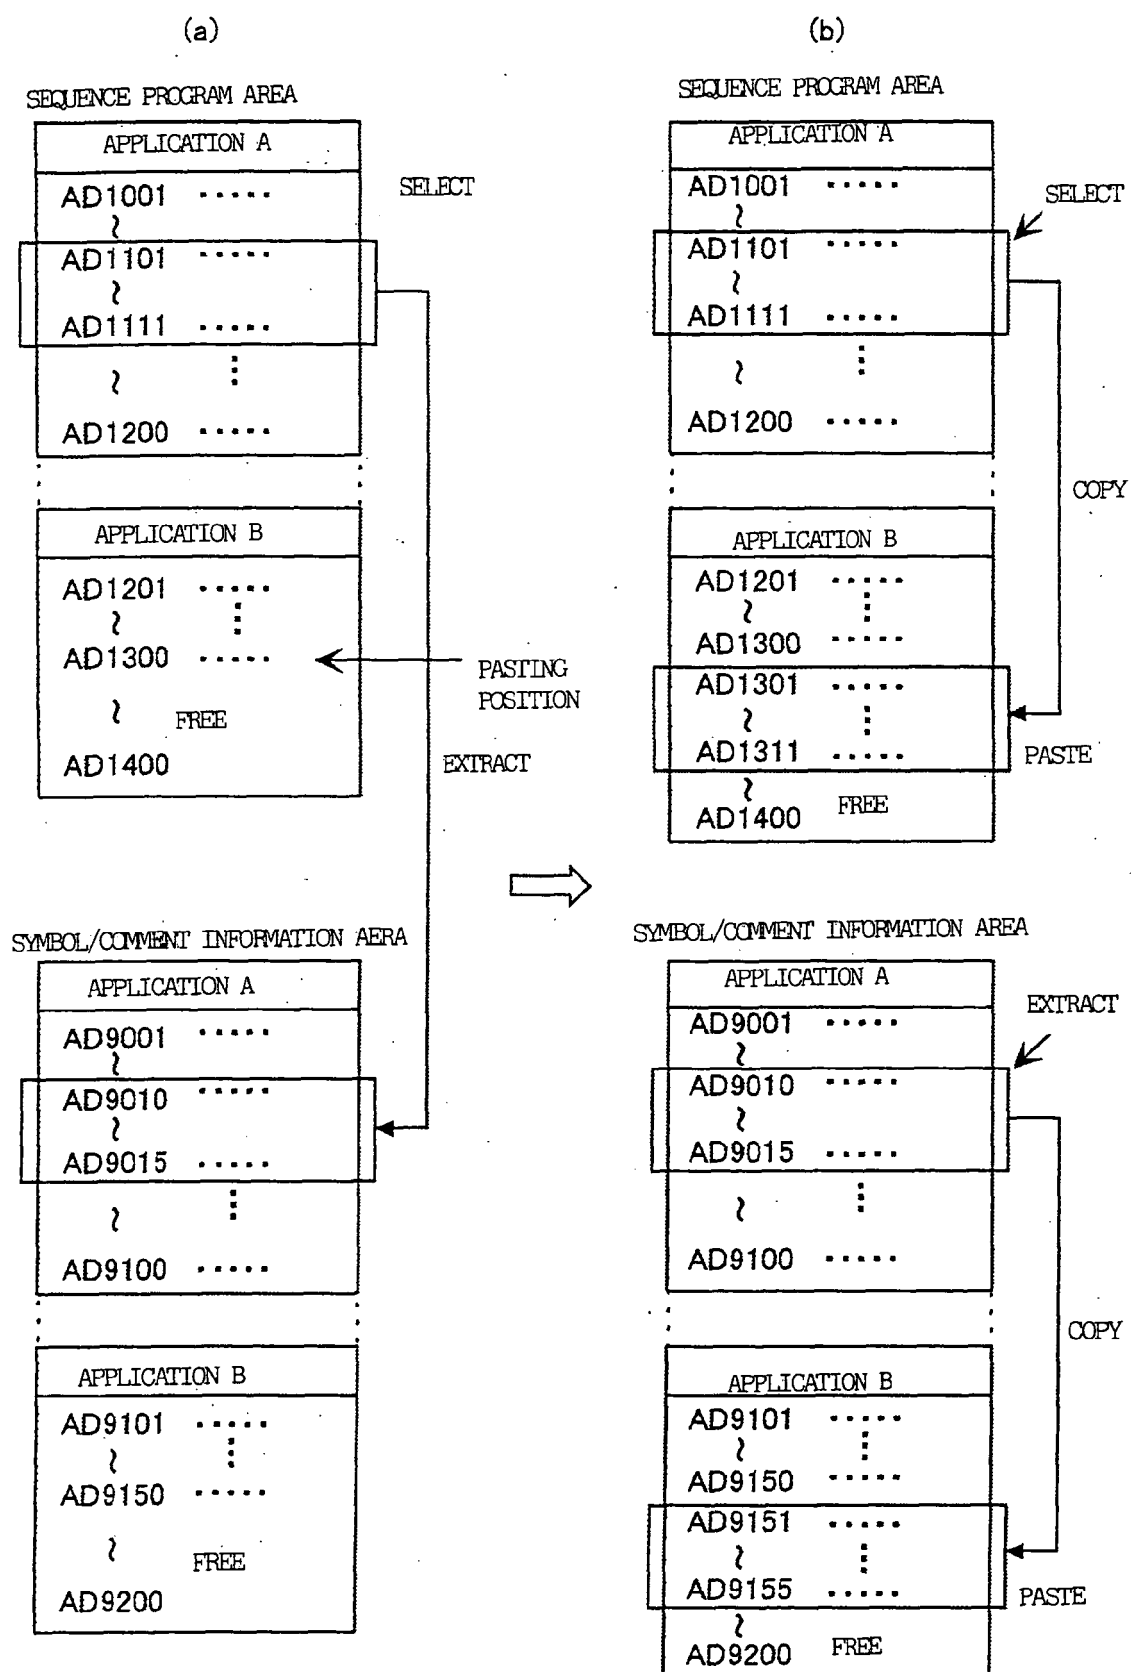 (a)
SEQUENCE PROGRAM AREA
APPLICATION A
AD1001 ·····
~
AD1101 ·····
~
AD1111 ·····
~
AD1200 ·····
SELECT
APPLICATION B
AD1201 ·····
~
AD1300 ·····
~ FREE
AD1400
PASTING
POSITION
EXTRACT
SYMBOL/COMMENT INFORMATION AERA
APPLICATION A
AD9001 ·····
~
AD9010 ·····
~
AD9015 ·····
~
AD9100 ·····
APPLICATION B
AD9101 ·····
~
AD9150 ·····
~ FREE
AD9200
(b)
SEQUENCE PROGRAM AREA
APPLICATION A
AD1001 ·····
~
AD1101 ·····
~
AD1111 ·····
~
AD1200 ·····
SELECT
COPY
APPLICATION B
AD1201 ·····
~
AD1300 ·····
AD1301 ·····
~
AD1311 ·····
~ FREE
AD1400
PASTE
SYMBOL/COMMENT INFORMATION AREA
APPLICATION A
AD9001 ·····
~
AD9010 ·····
~
AD9015 ·····
~
AD9100 ·····
EXTRACT
COPY
APPLICATION B
AD9101 ·····
~
AD9150 ·····
AD9151 ·····
~
AD9155 ·····
~
AD9200 FREE
PASTE